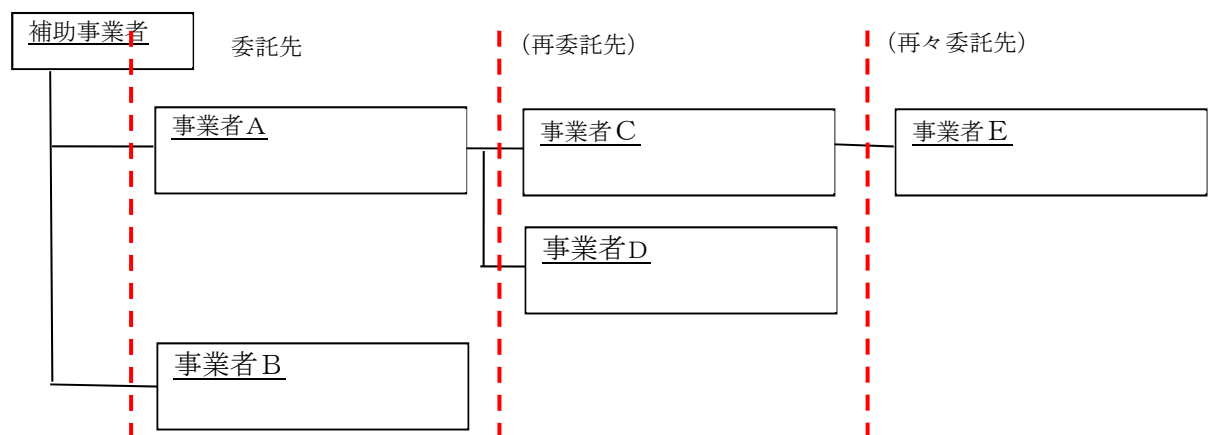 補助事業者
委託先
（再委託先）
（再々委託先）
事業者A
事業者C
事業者E
事業者D
事業者B